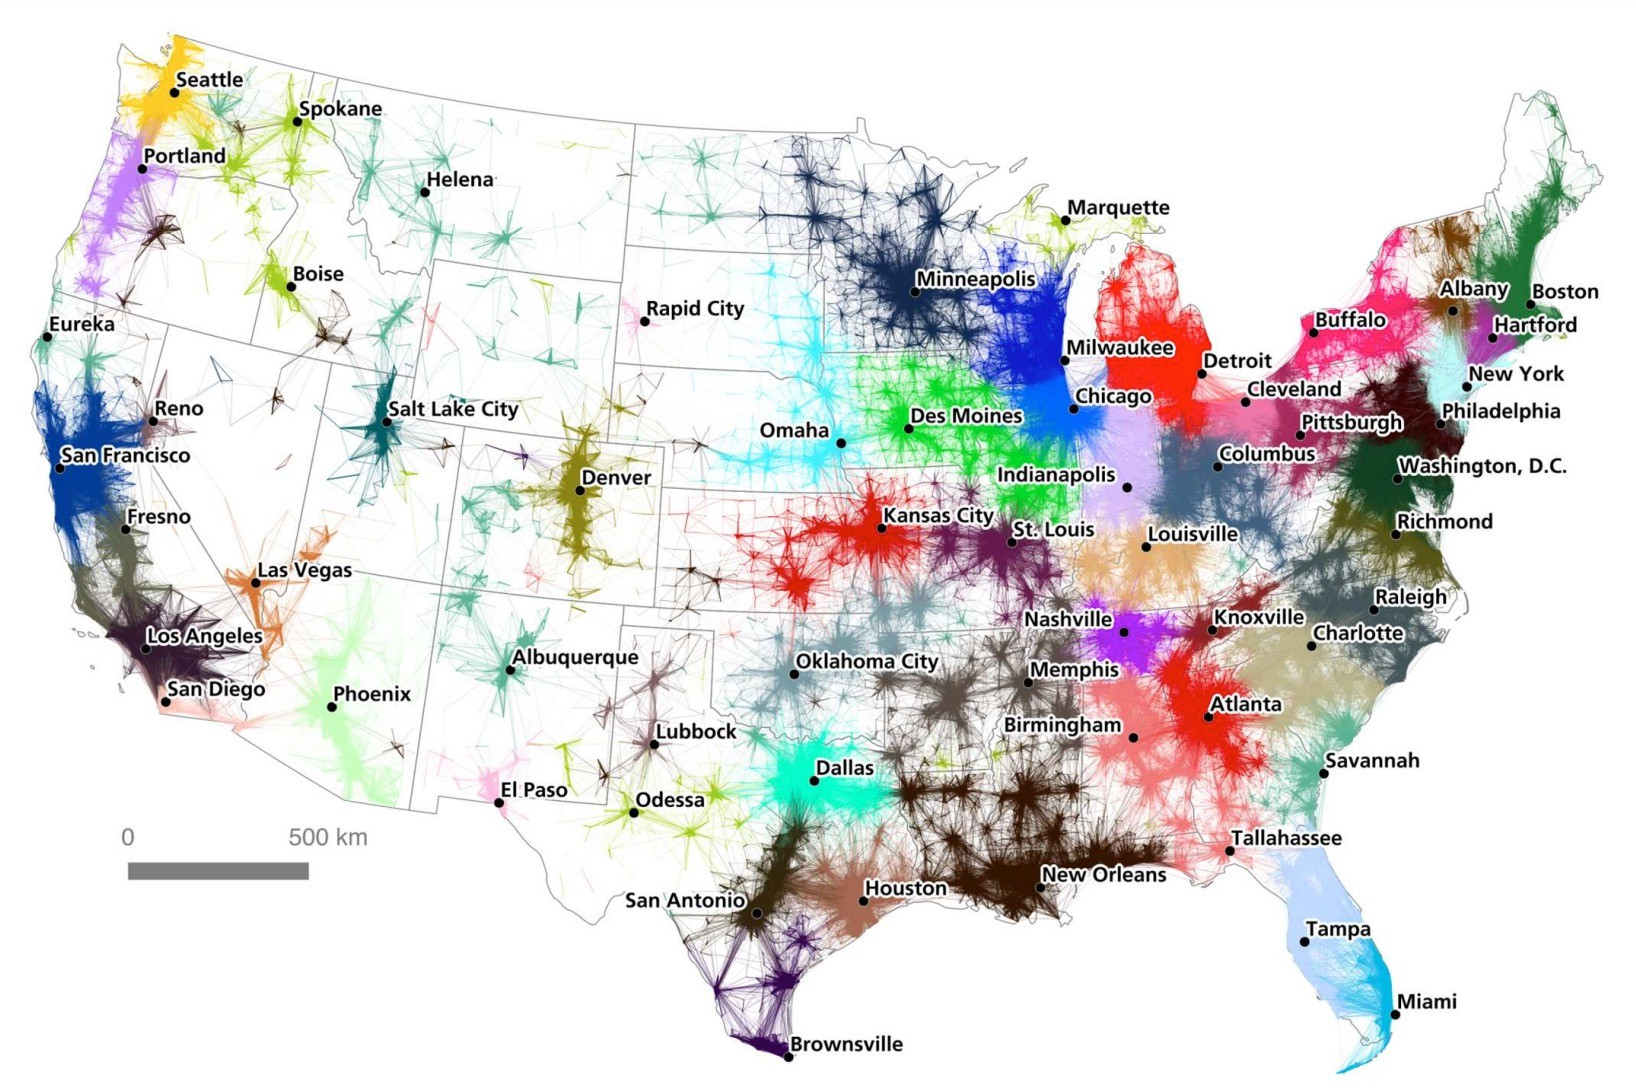 Seattle
Spokane
Portland
Helena
Marquette
Boise
Minneapolis
Albany
Boston
Rapid City
Buffalo
Hartford
Eureka
Milwaukee
Detroit
New York
Cleveland
Chicago
Reno
Salt Lake City
Des Moines
Philadelphia
Pittsburgh
Omaha
San Francisco
Columbus
Washington, D.C.
Indianapolis
Denver
Fresno
Kansas City
St. Louis
Louisville
Richmond
Las Vegas
Raleigh
Nashville
Knoxville
Charlotte
Los Angeles
Albuquerque
Oklahoma City
Memphis
San Diego
Phoenix
Atlanta
Birmingham
Lubbock
Savannah
Dallas
El Paso
Odessa
0 500 km
Tallahassee
New Orleans
Houston
San Antonio
Tampa
Miami
Brownsville